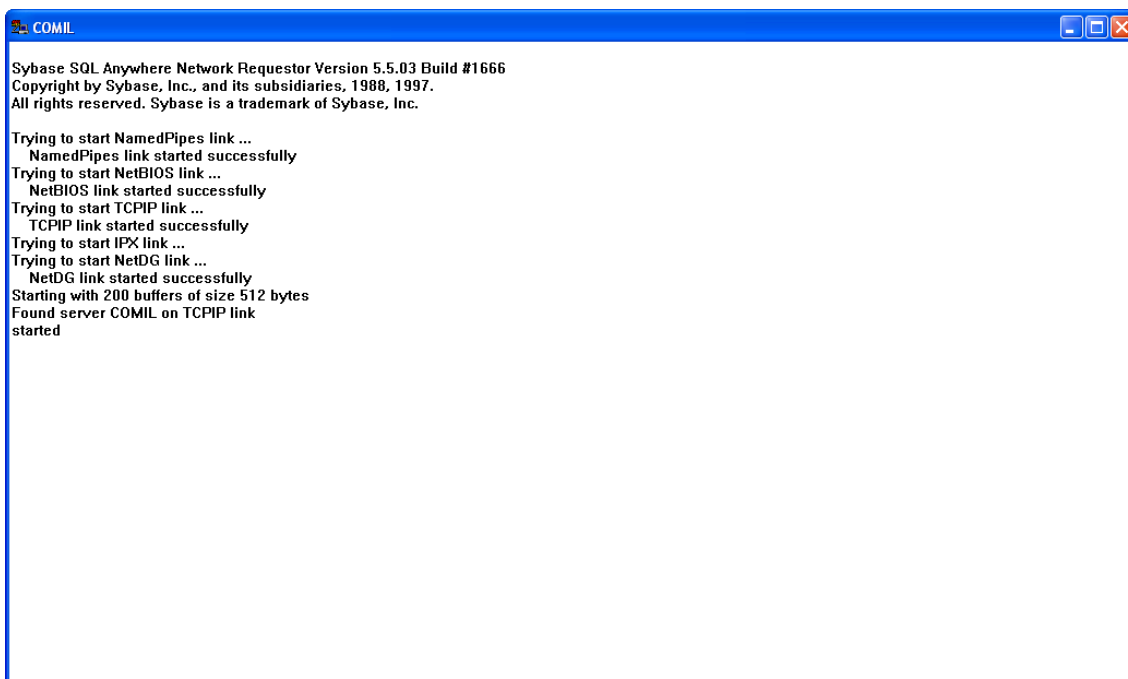 COMIL
Sybase SQL Anywhere Network Requestor Version 5.5.03 Build #1666
Copyright by Sybase, Inc., and its subsidiaries, 1988, 1997.
All rights reserved. Sybase is a trademark of Sybase, Inc.
Trying to start NamedPipes link ...
NamedPipes link started successfully
Trying to start NetBIOS link ...
NetBIOS link started successfully
Trying to start TCPIP link ...
TCPIP link started successfully
Trying to start IPX link ...
Trying to start NetDG link ...
NetDG link started successfully
Starting with 200 buffers of size 512 bytes
Found server COMIL on TCPIP link
started